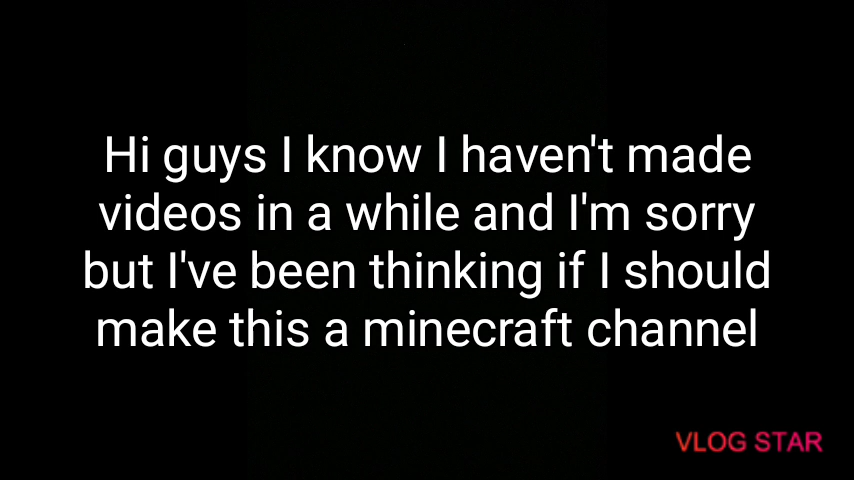 Hi guys I know I haven't made
videos in a while and I'm sorry
but I've been thinking if I should
make this a minecraft channel
VLOG STAR